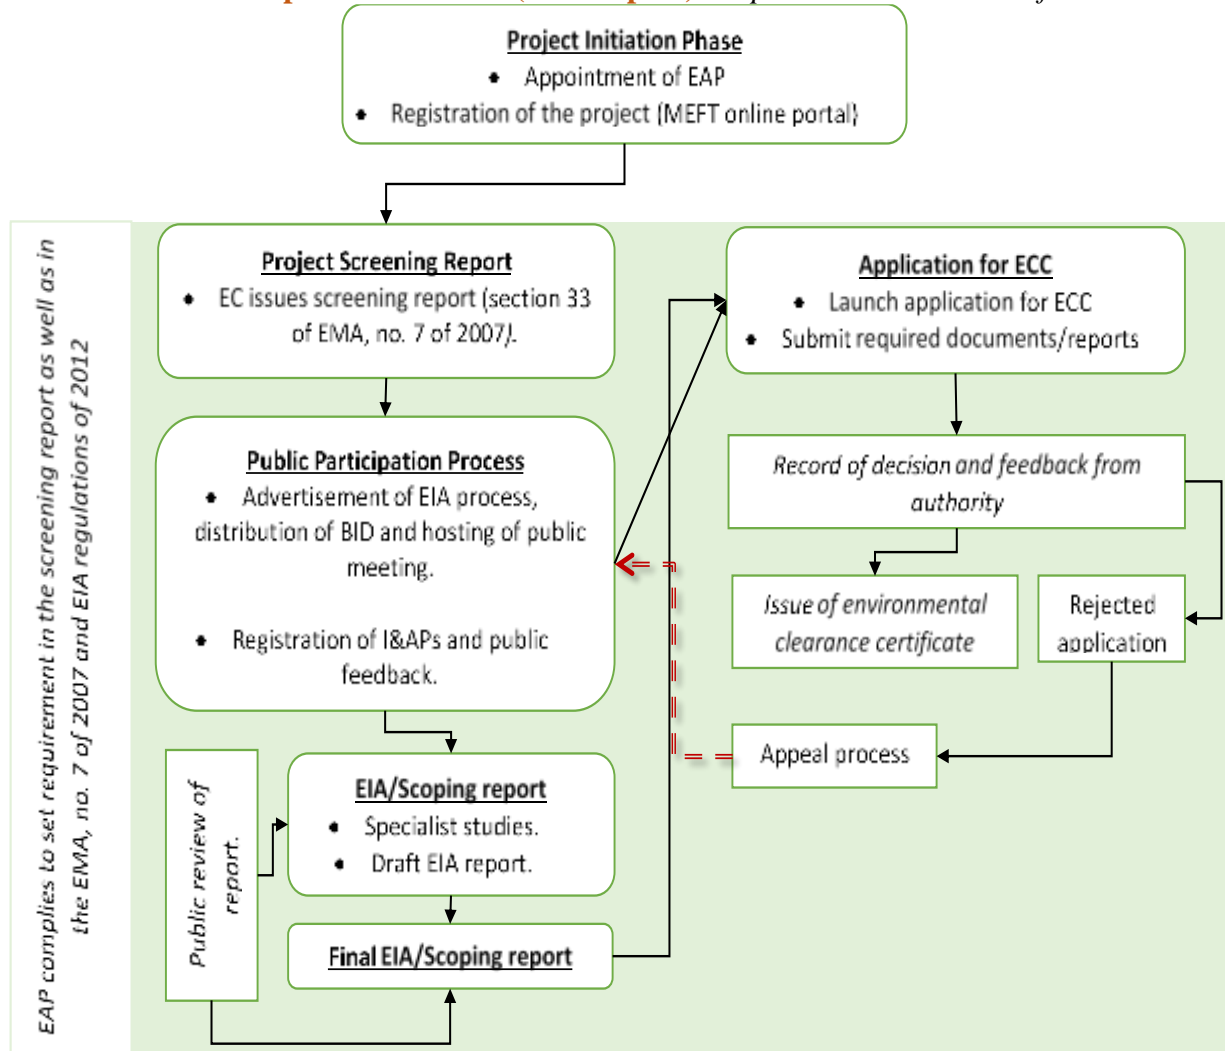 Project Initiation Phase
• Appointment of EAP
• Registration of the project (MEFT online portal)
EAP complies to set requirement in the screening report as well as in
the EMA, no. 7 of 2007 and EIA regulations of 2012
Project Screening Report
• EC issues screening report (section 33
of EMA, no. 7 of 2007).
Public Participation Process
• Advertisement of EIA process,
distribution of BID and hosting of public
meeting.
• Registration of I&APs and public
feedback.
Public review of
report.
EIA/Scoping report
• Specialist studies.
• Draft EIA report.
Final EIA/Scoping report
Application for ECC
• Launch application for ECC
• Submit required documents/reports
Record of decision and feedback from
authority
Issue of environmental
clearance certificate
Rejected
application
Appeal process